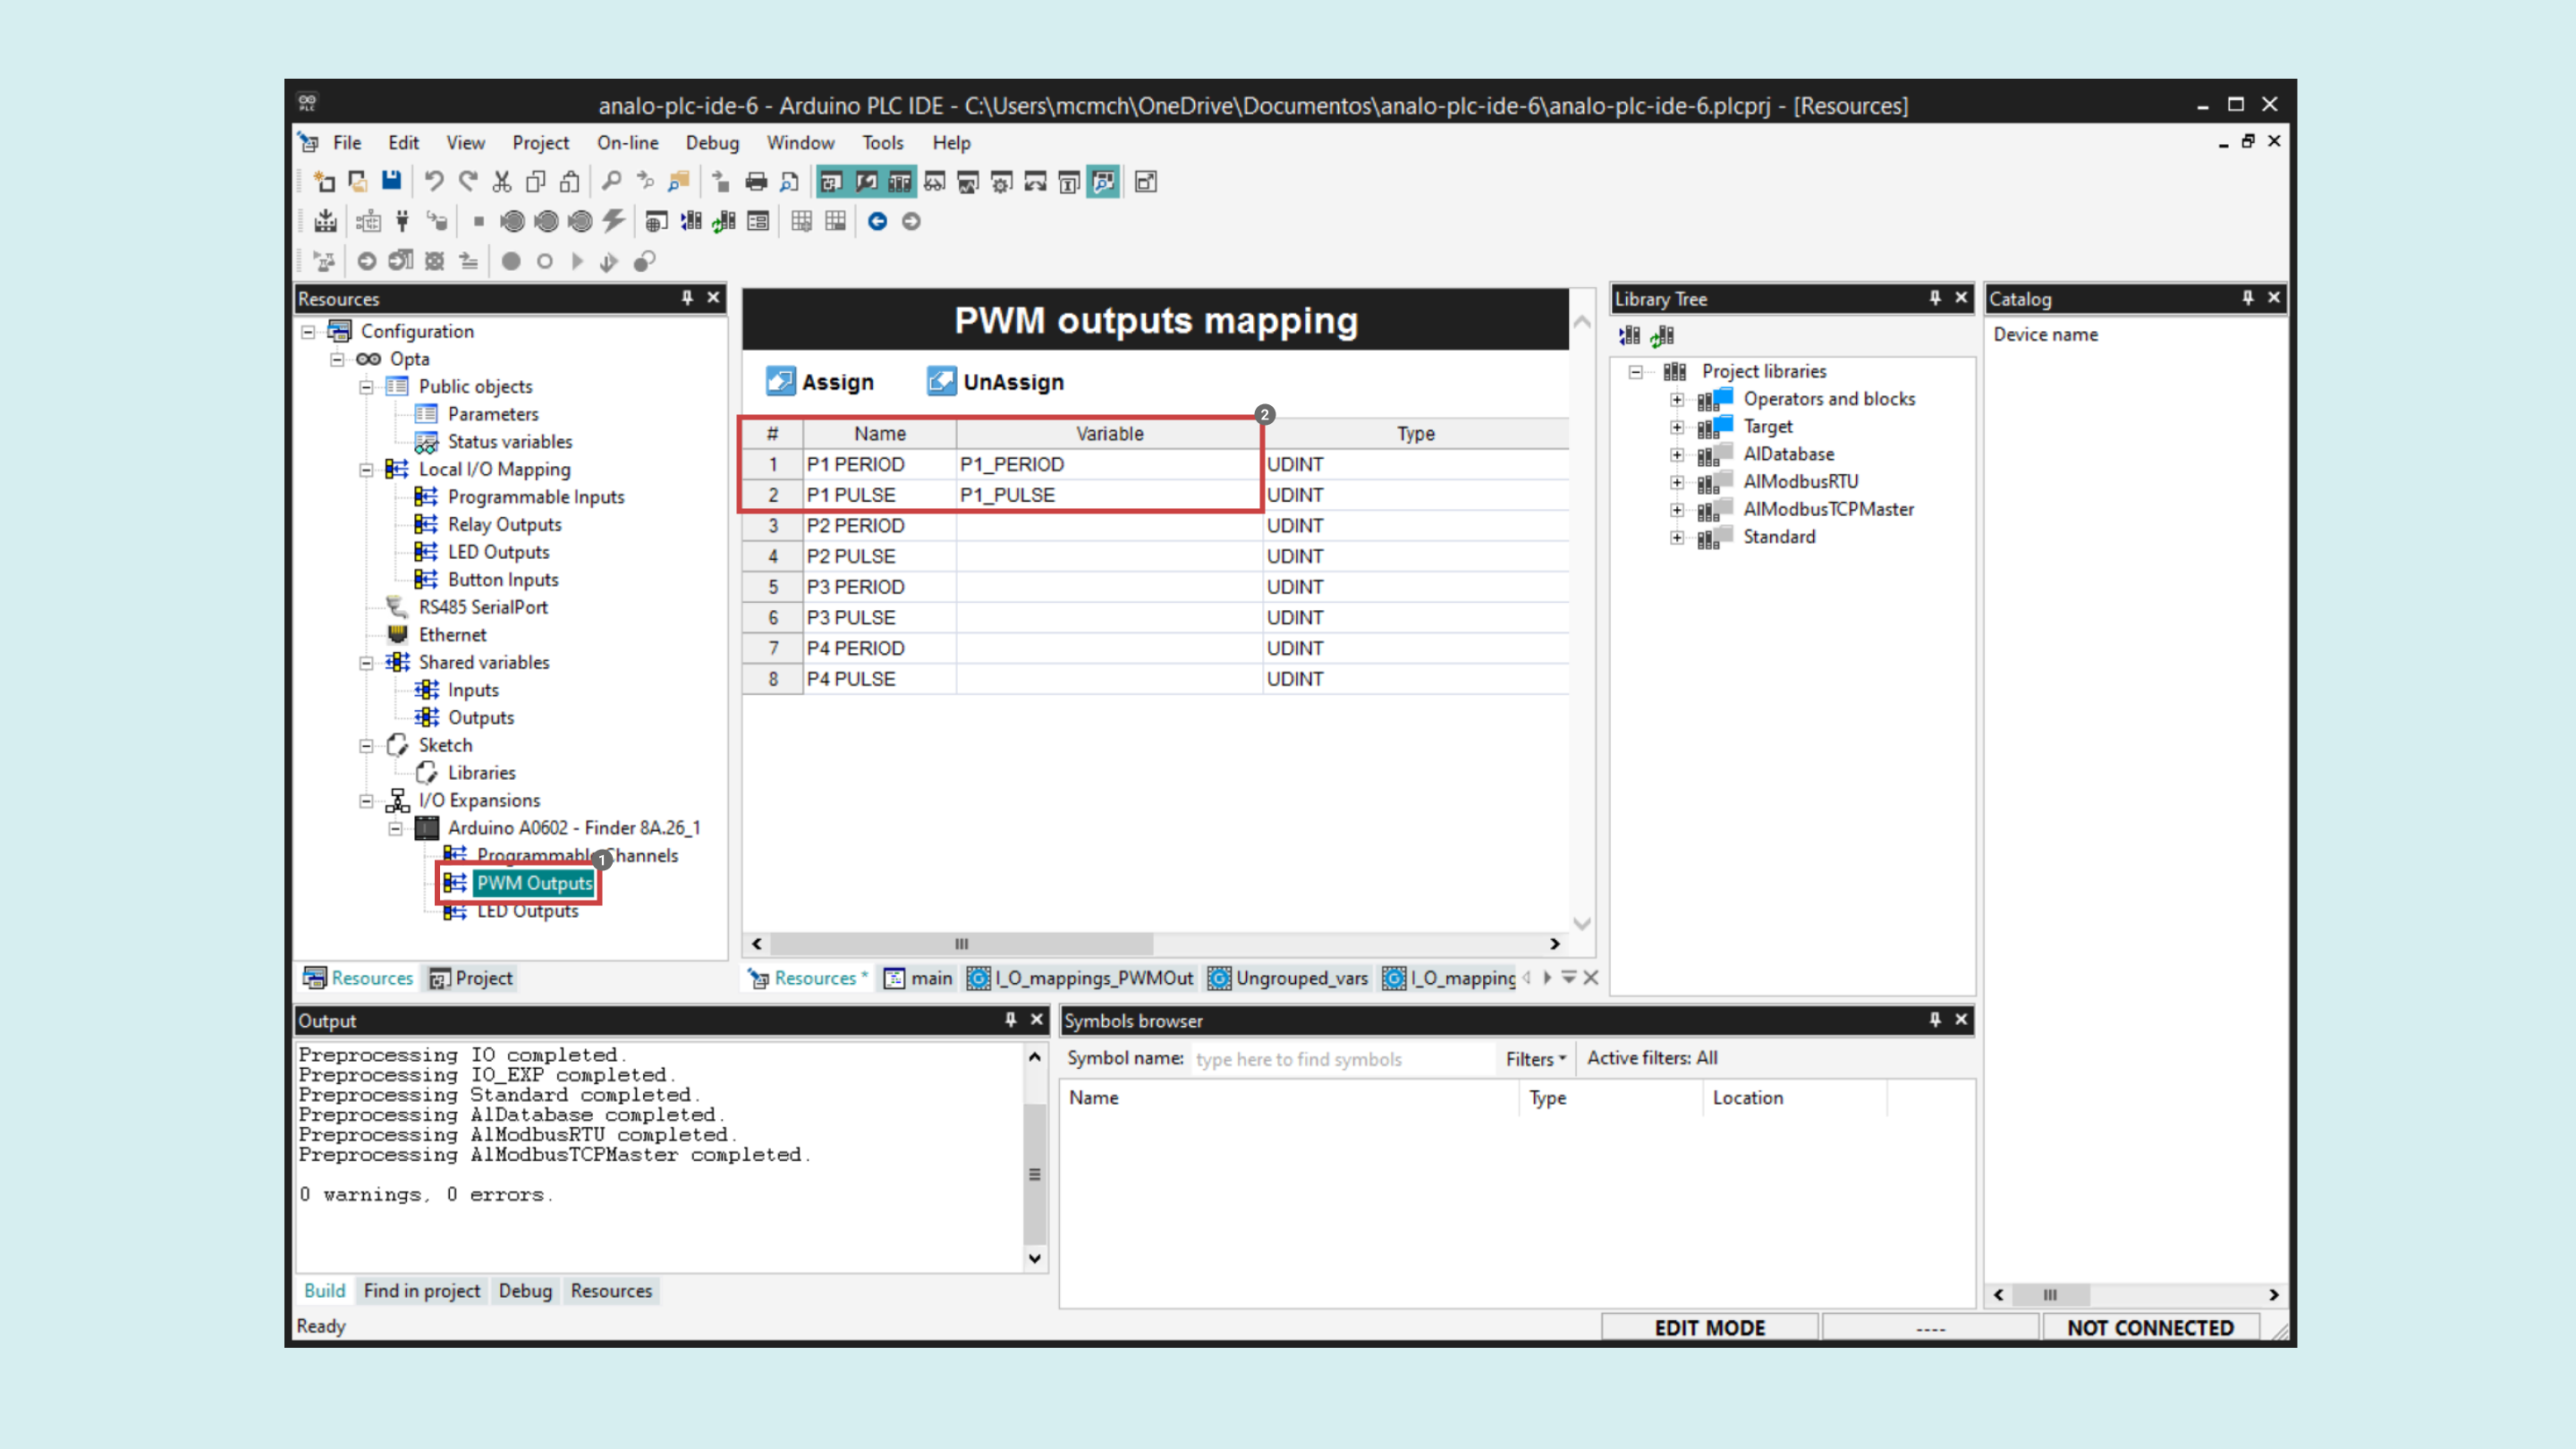 analo-plc-ide-6 - Arduino PLC IDE - C:\Users\mcmch\OneDrive\Documentos\analo-plc-ide-6\analo-plc-ide-6.plcprj - [Resources]
File Edit View Project On-line Debug Window Tools Help
Resources
Configuration
Opta
Public objects
Parameters
Status variables
Local I/O Mapping
Programmable Inputs
Relay Outputs
LED Outputs
Button Inputs
RS485 SerialPort
Ethernet
Shared variables
Inputs
Outputs
Sketch
Libraries
I/O Expansions
Arduino A0602 - Finder 8A.26_1
Programmable Channels
1
PWM Outputs
LED Outputs
Resources Project
PWM outputs mapping
Assign UnAssign
2
# Name Variable Type
1 P1 PERIOD P1_PERIOD UDINT
2 P1 PULSE P1_PULSE UDINT
3 P2 PERIOD UDINT
4 P2 PULSE UDINT
5 P3 PERIOD UDINT
6 P3 PULSE UDINT
7 P4 PERIOD UDINT
8 P4 PULSE UDINT
Resources * main I_O_mappings_PWMOut Ungrouped_vars I_O_mapping
Library Tree
Project libraries
Operators and blocks
Target
AlDatabase
AlModbusRTU
AlModbusTCPMaster
Standard
Catalog
Device name
Output
Preprocessing IO completed.
Preprocessing IO_EXP completed.
Preprocessing Standard completed.
Preprocessing AlDatabase completed.
Preprocessing AlModbusRTU completed.
Preprocessing AlModbusTCPMaster completed.
0 warnings, 0 errors.
Build Find in project Debug Resources
Symbols browser
Symbol name: type here to find symbols Filters Active filters: All
Name Type Location
Ready
EDIT MODE ---- NOT CONNECTED